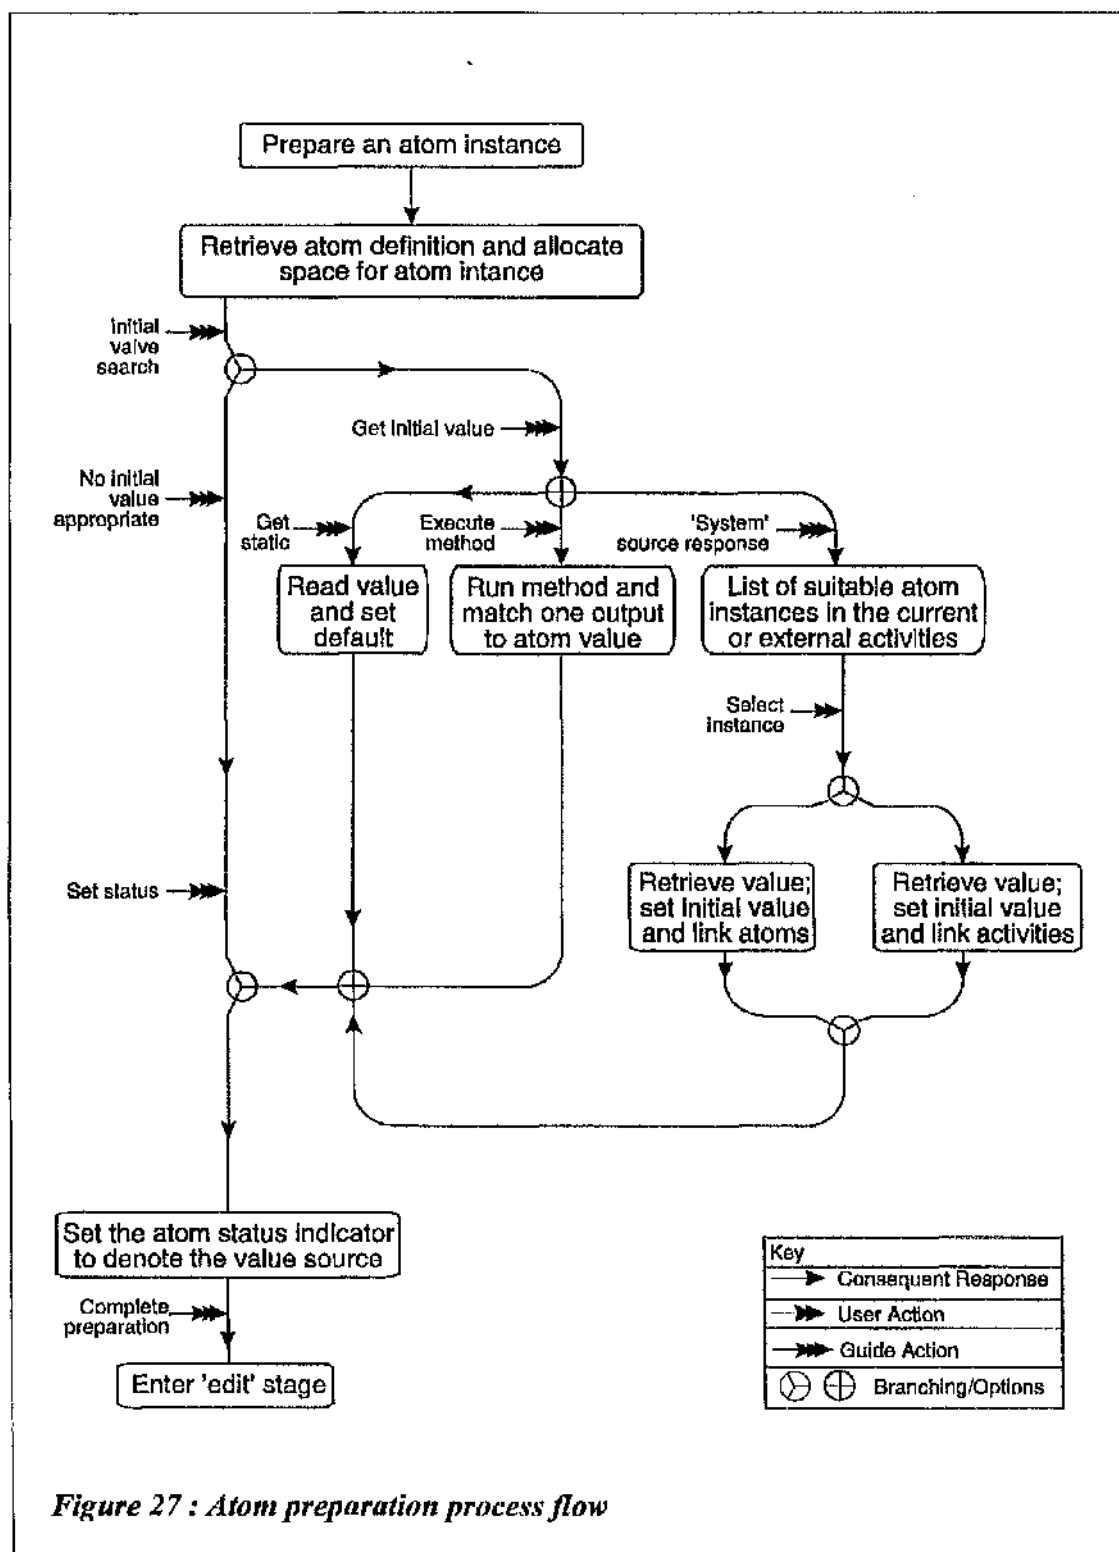 Prepare an atom instance
Retrieve atom definition and allocate
space for atom intance
Initial
valve
search
Get initial value
No initial
value
appropriate
Get
static
Execute
method
'System'
source response
Read value
and set
default
Run method and
match one output
to atom value
List of suitable atom
instances in the current
or external activities
Select
instance
Set status
Retrieve value;
set initial value
and link atoms
Retrieve value;
set initial value
and link activities
Set the atom status indicator
to denote the value source
Complete
preparation
Enter 'edit' stage
Key
Consequent Response
User Action
Guide Action
Branching/Options
Figure 27 : Atom preparation process flow